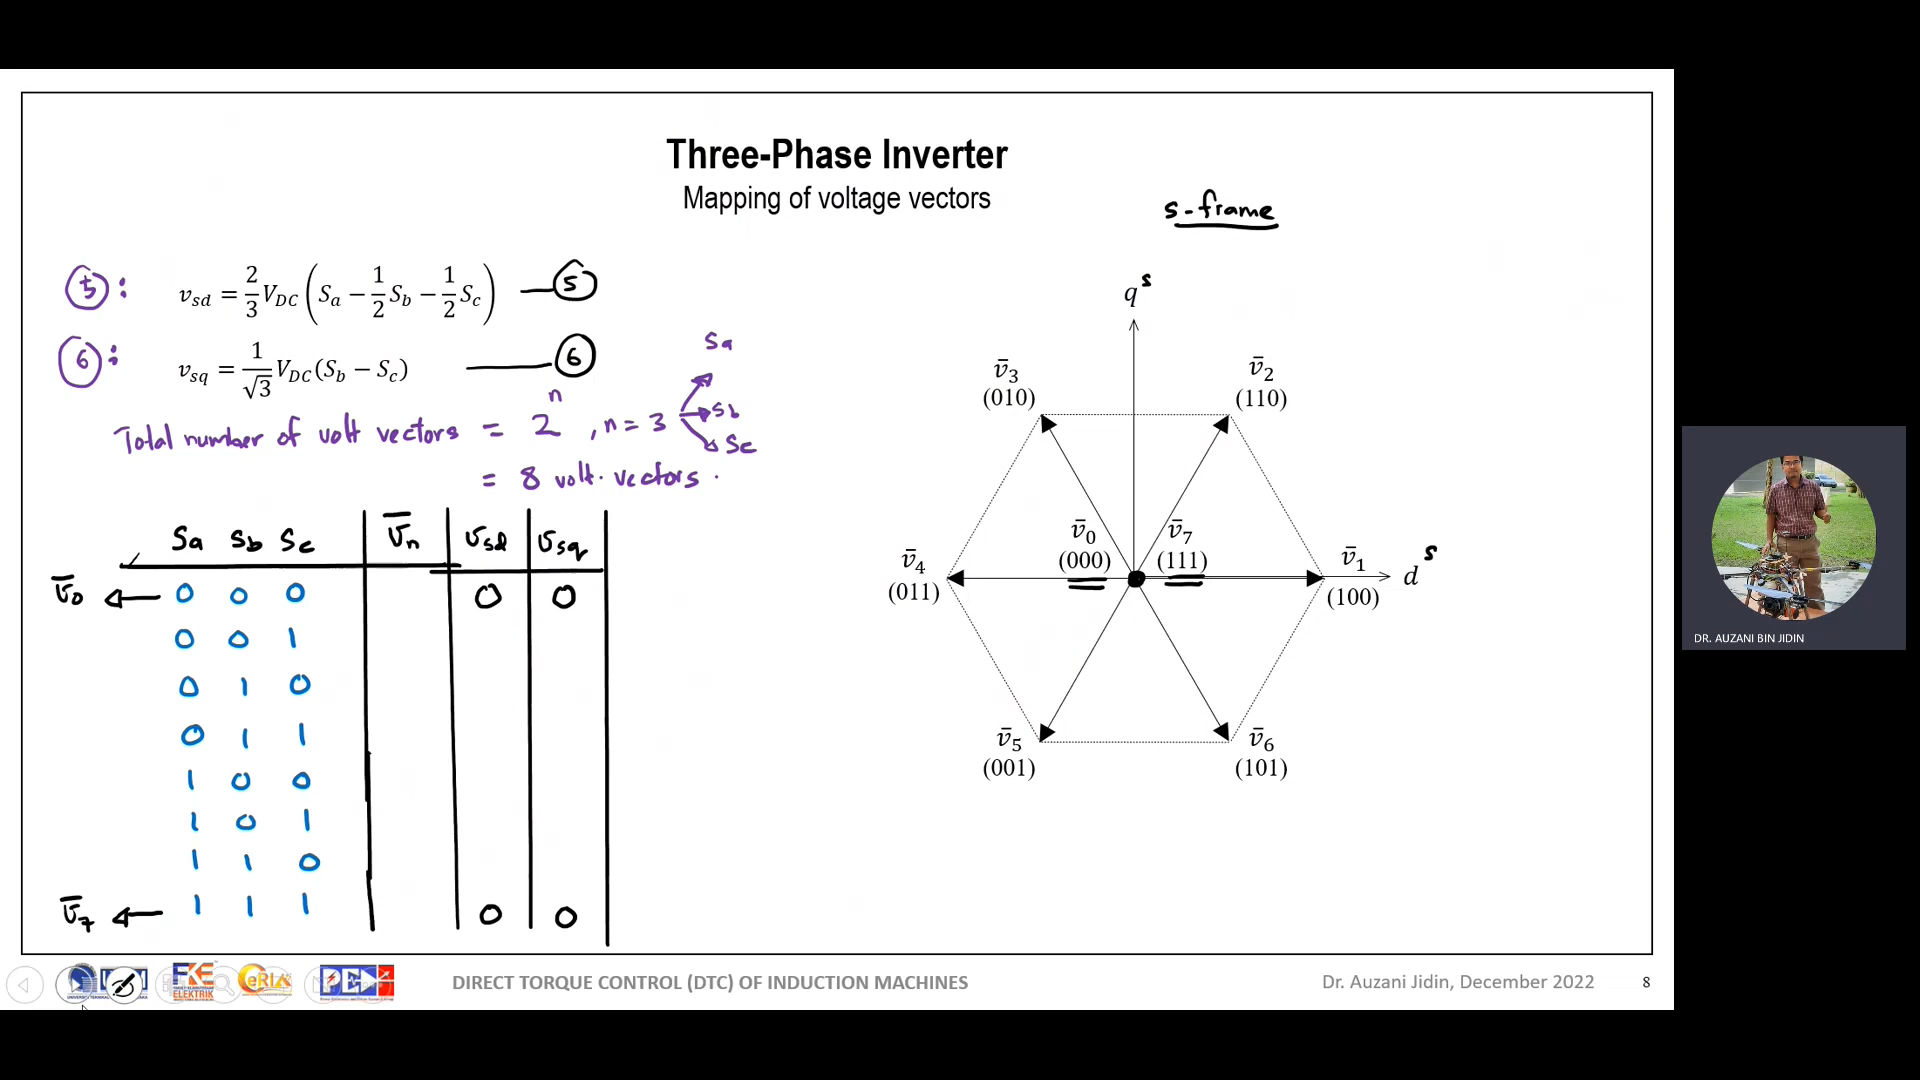 Three-Phase Inverter
Mapping of voltage vectors
s-frame
5 : v_sd = 2/3 V_DC (S_a − 1/2 S_b − 1/2 S_c) — 5
6 : v_sq = 1/√3 V_DC (S_b − S_c) — 6
Total number of volt vectors = 2^n , n = 3
Sa
Sb
Sc
= 8 volt. vectors .
Sa Sb Sc v̄n vsd vsq
v̄0 ← 0 0 0 0 0
0 0 1
0 1 0
0 1 1
1 0 0
1 0 1
1 1 0
v̄7 ← 1 1 1 0 0
q s
v̄3
(010)
v̄2
(110)
v̄0
(000)
v̄7
(111)
v̄4
(011)
v̄1
(100)
d s
v̄5
(001)
v̄6
(101)
DR. AUZANI BIN JIDIN
FKE
ELEKTRIK
CeRIA
DIRECT TORQUE CONTROL (DTC) OF INDUCTION MACHINES
Dr. Auzani Jidin, December 2022
8